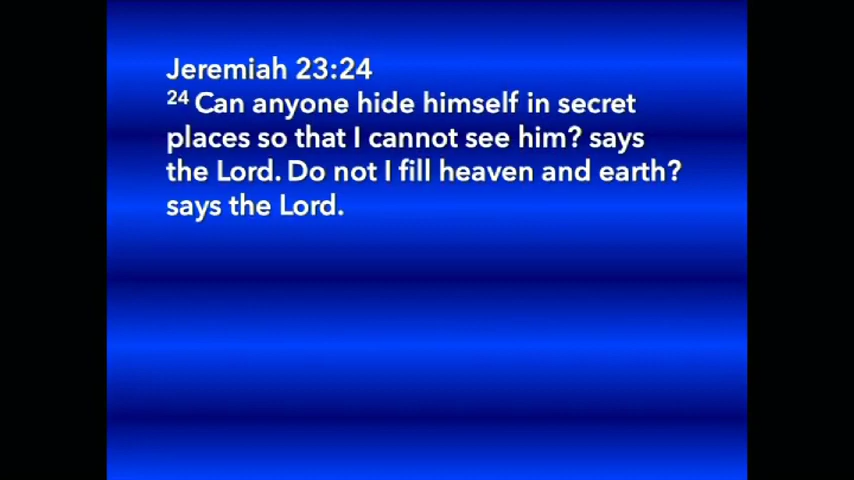 Jeremiah 23:24
24 Can anyone hide himself in secret
places so that I cannot see him? says
the Lord. Do not I fill heaven and earth?
says the Lord.